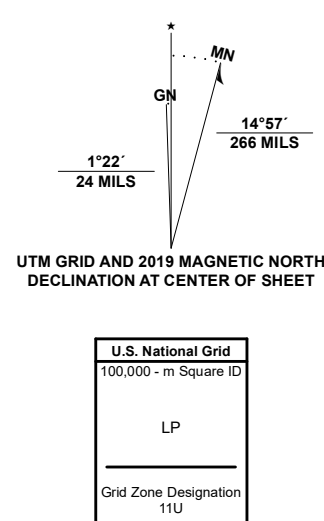 ★
MN
GN
14°57´
266 MILS
1°22´
24 MILS
UTM GRID AND 2019 MAGNETIC NORTH
DECLINATION AT CENTER OF SHEET
U.S. National Grid
100,000 - m Square ID
LP
Grid Zone Designation
11U